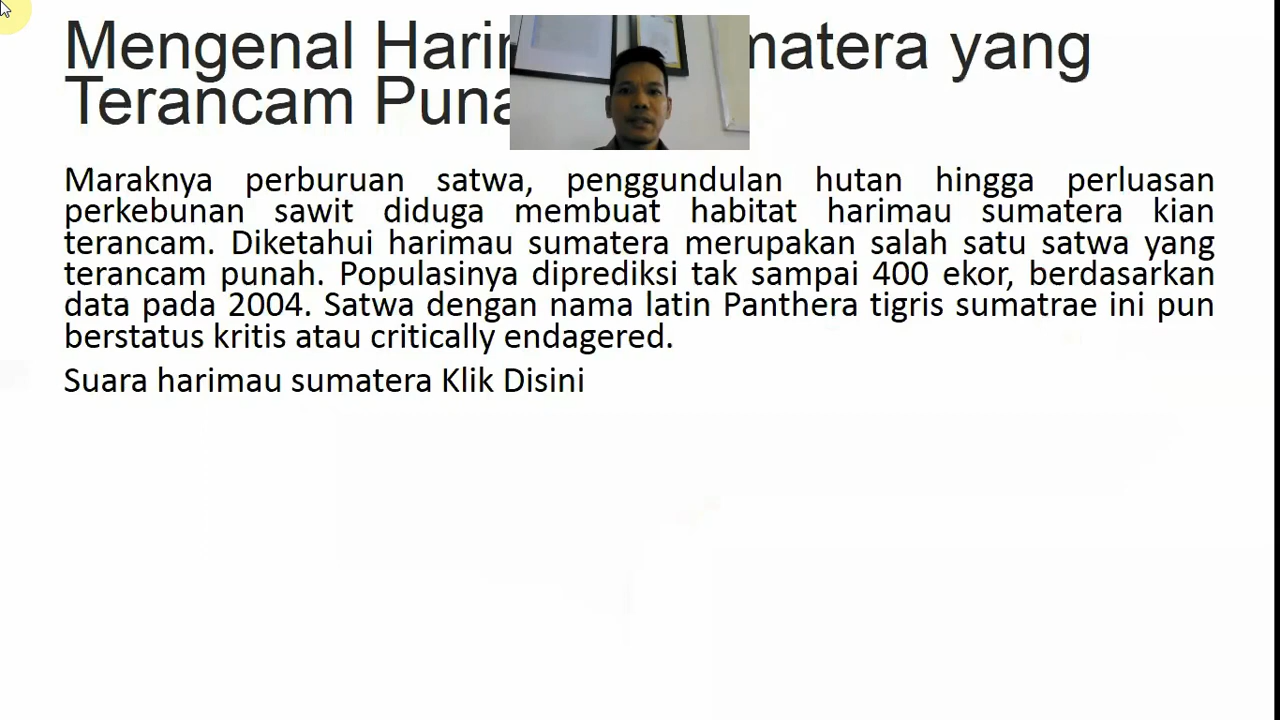 Mengenal yang
Terancam
Maraknya perburuan satwa, penggundulan hutan hingga perluasan
perkebunan sawit diduga membuat habitat harimau sumatera kian
terancam. Diketahui harimau sumatera merupakan salah satu satwa yang
terancam punah. Populasinya diprediksi tak sampai 400 ekor, berdasarkan
data pada 2004. Satwa dengan nama latin Panthera tigris sumatrae ini pun
berstatus kritis atau critically endagered.
Suara harimau sumatera Klik Disini